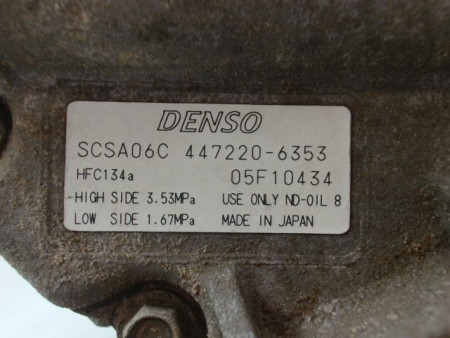 DENSO
SCSA06C 447220-6353
HFC134a 05F10434
HIGH SIDE 3.53MPa USE ONLY ND-OIL 8
LOW SIDE 1.67MPa MADE IN JAPAN